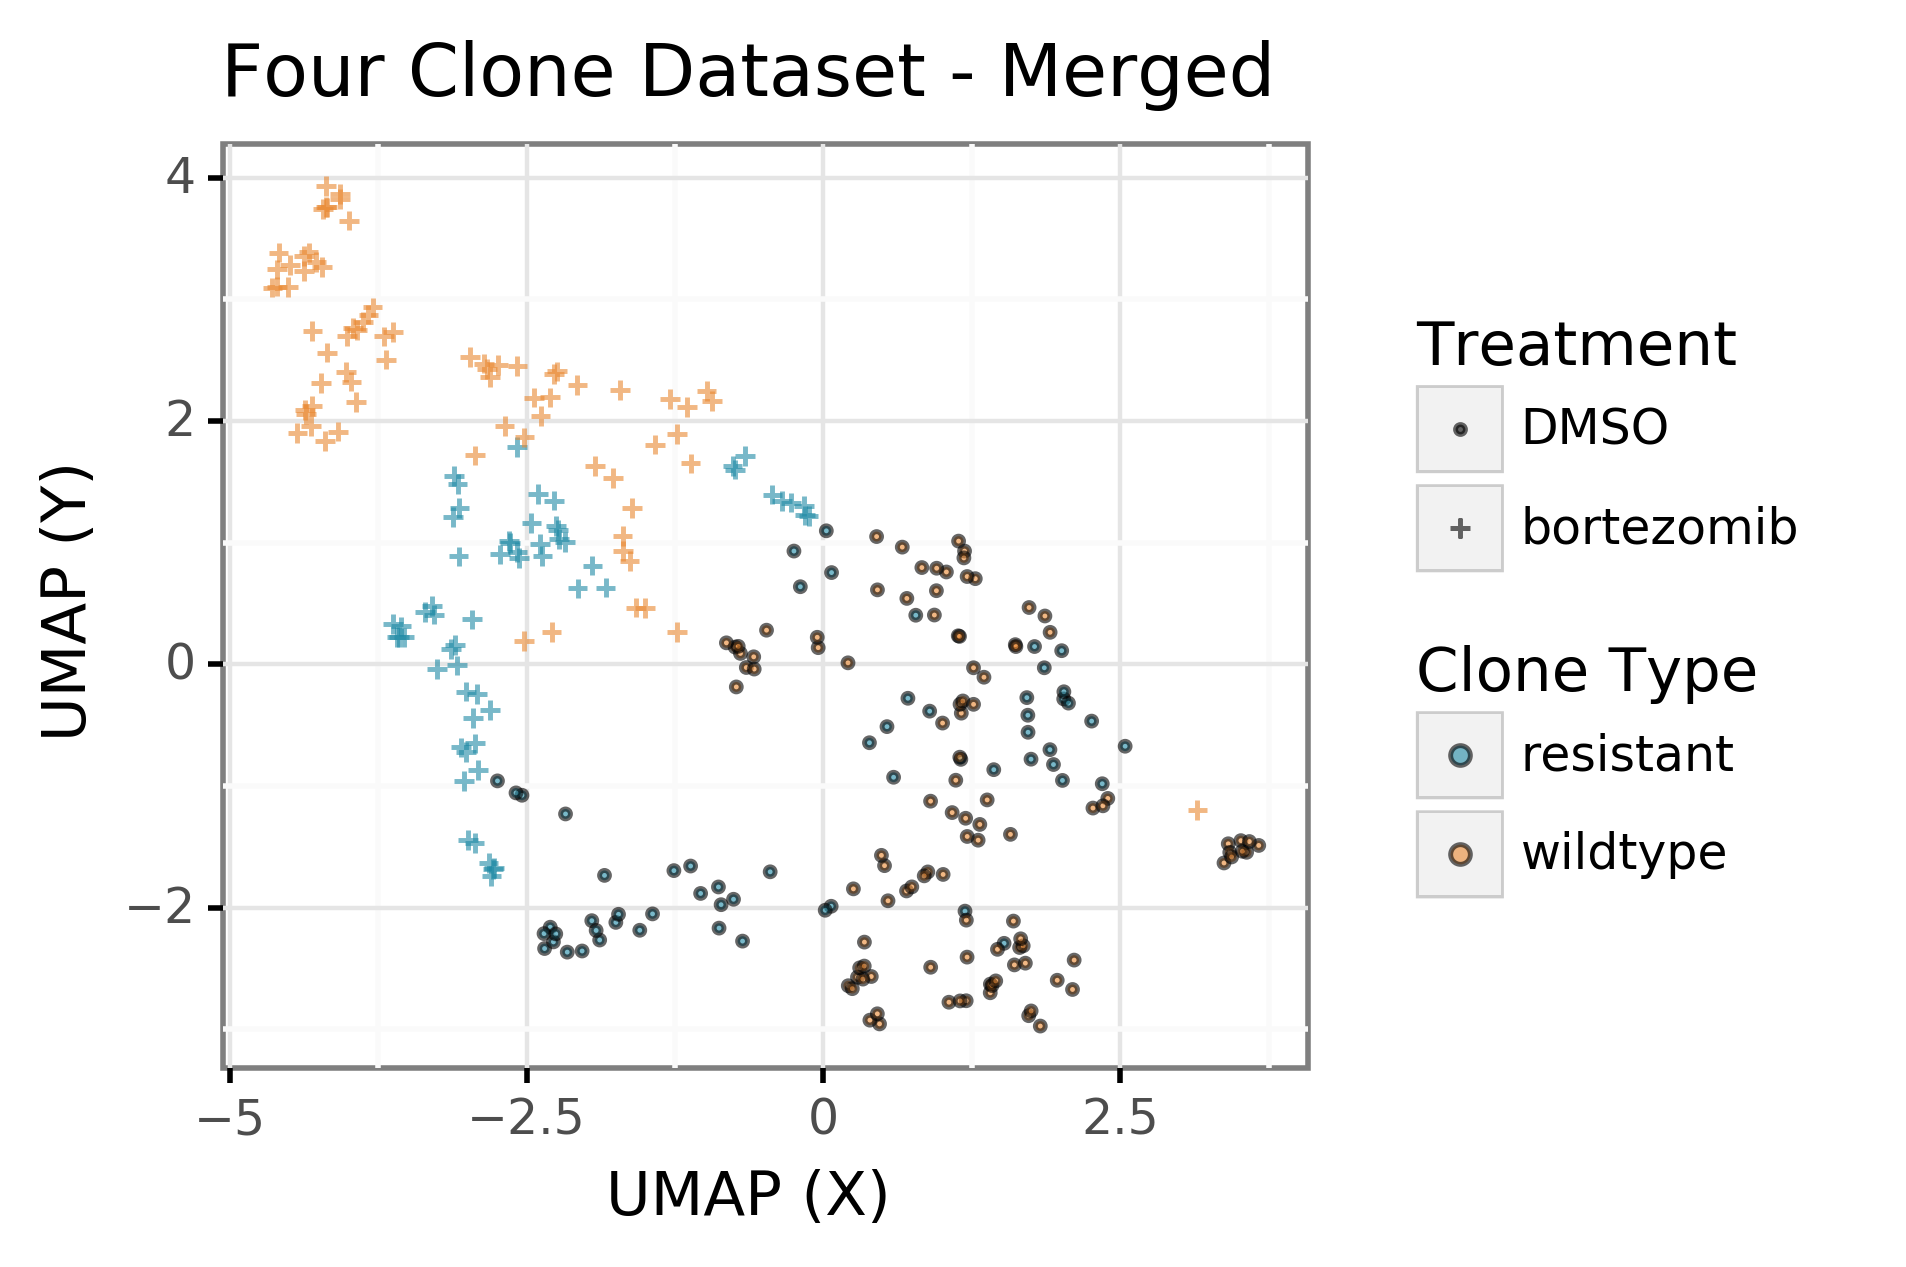 Four Clone Dataset - Merged
4
2
0
−2
−5
−2.5
0
2.5
UMAP (X)
UMAP (Y)
Treatment
DMSO
bortezomib
Clone Type
resistant
wildtype